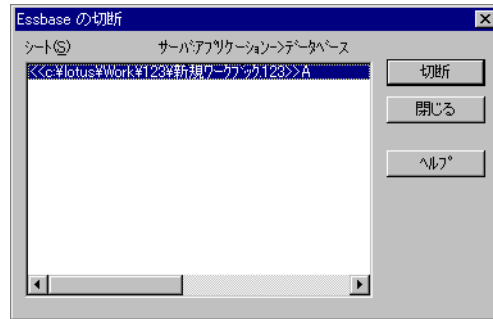 Essbase の切断
シート(S) サーバ:アプリケーション->データベース
<<c:¥lotus¥Work¥123¥新規ワークブック.123>>A
切断
閉じる
ヘルプ